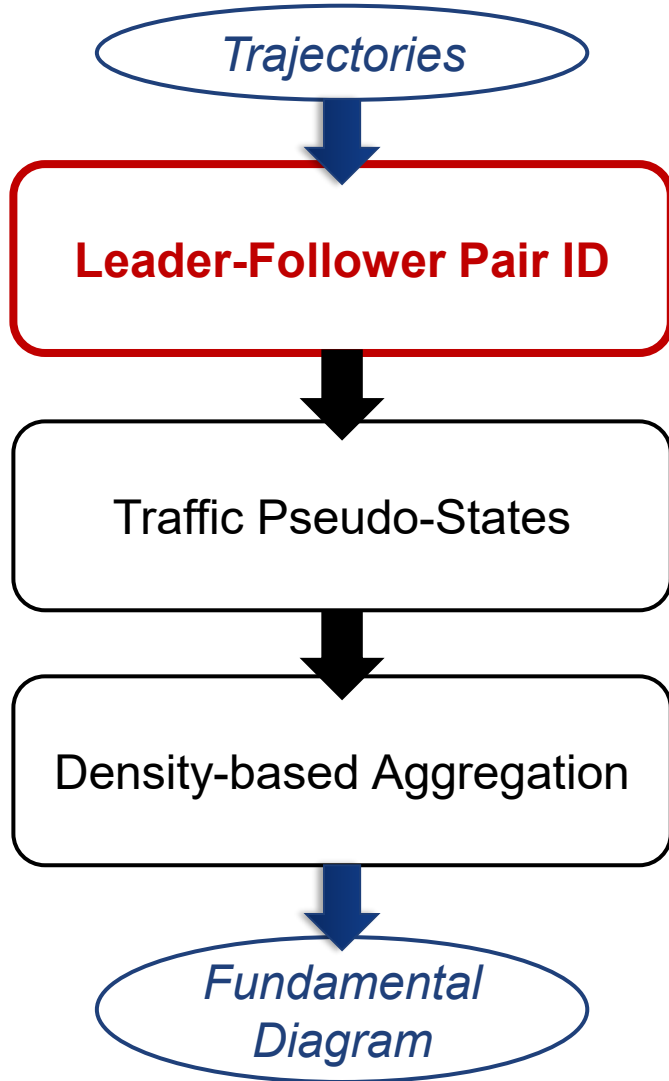 Trajectories
Leader-Follower Pair ID
Traffic Pseudo-States
Density-based Aggregation
Fundamental
Diagram